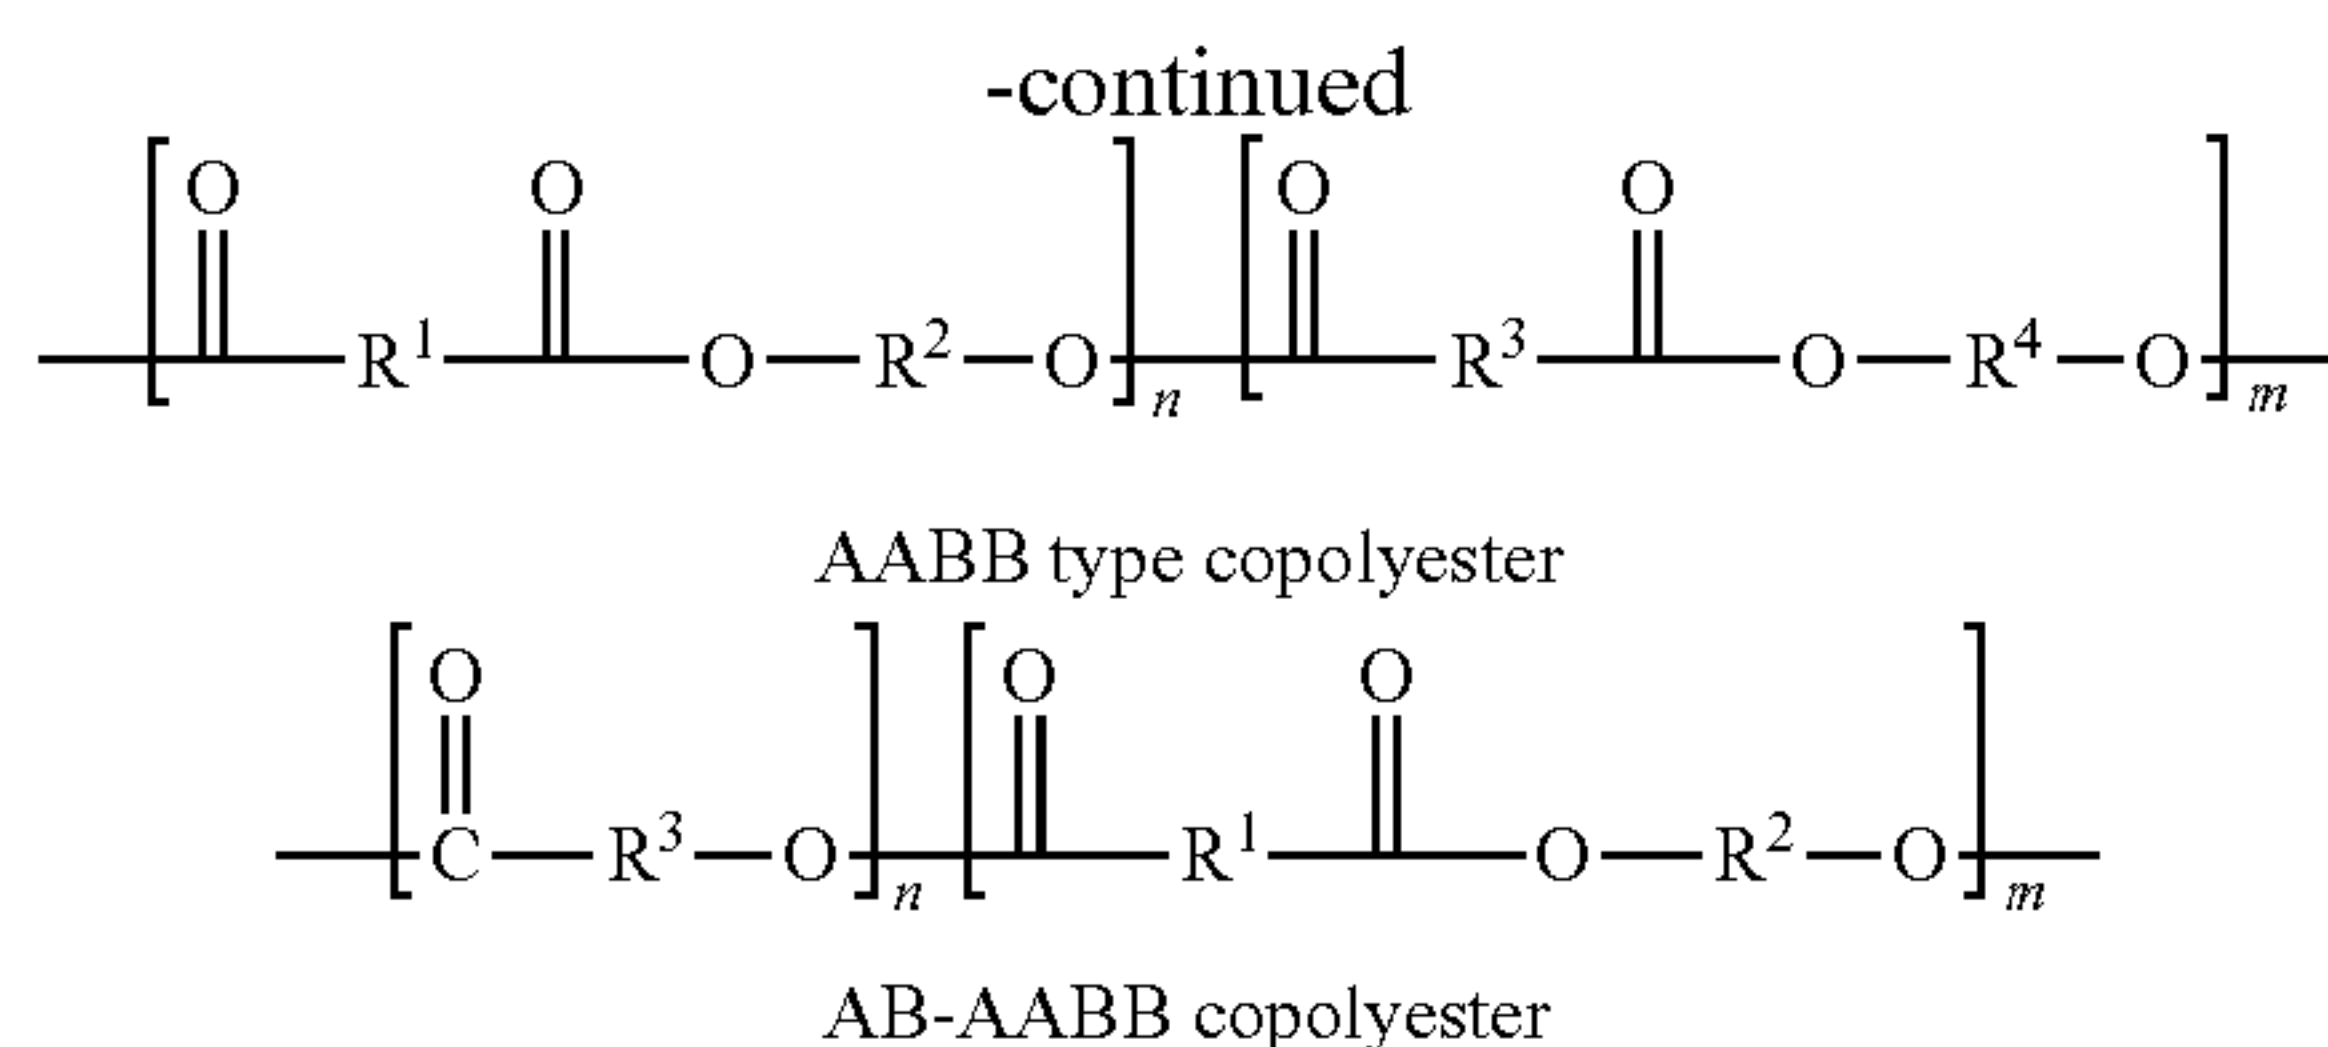 -continued
O O O O
R¹ O R² O n R³ O R⁴ O m
AABB type copolyester
O O O
C R³ O n R¹ O R² O m
AB-AABB copolyester